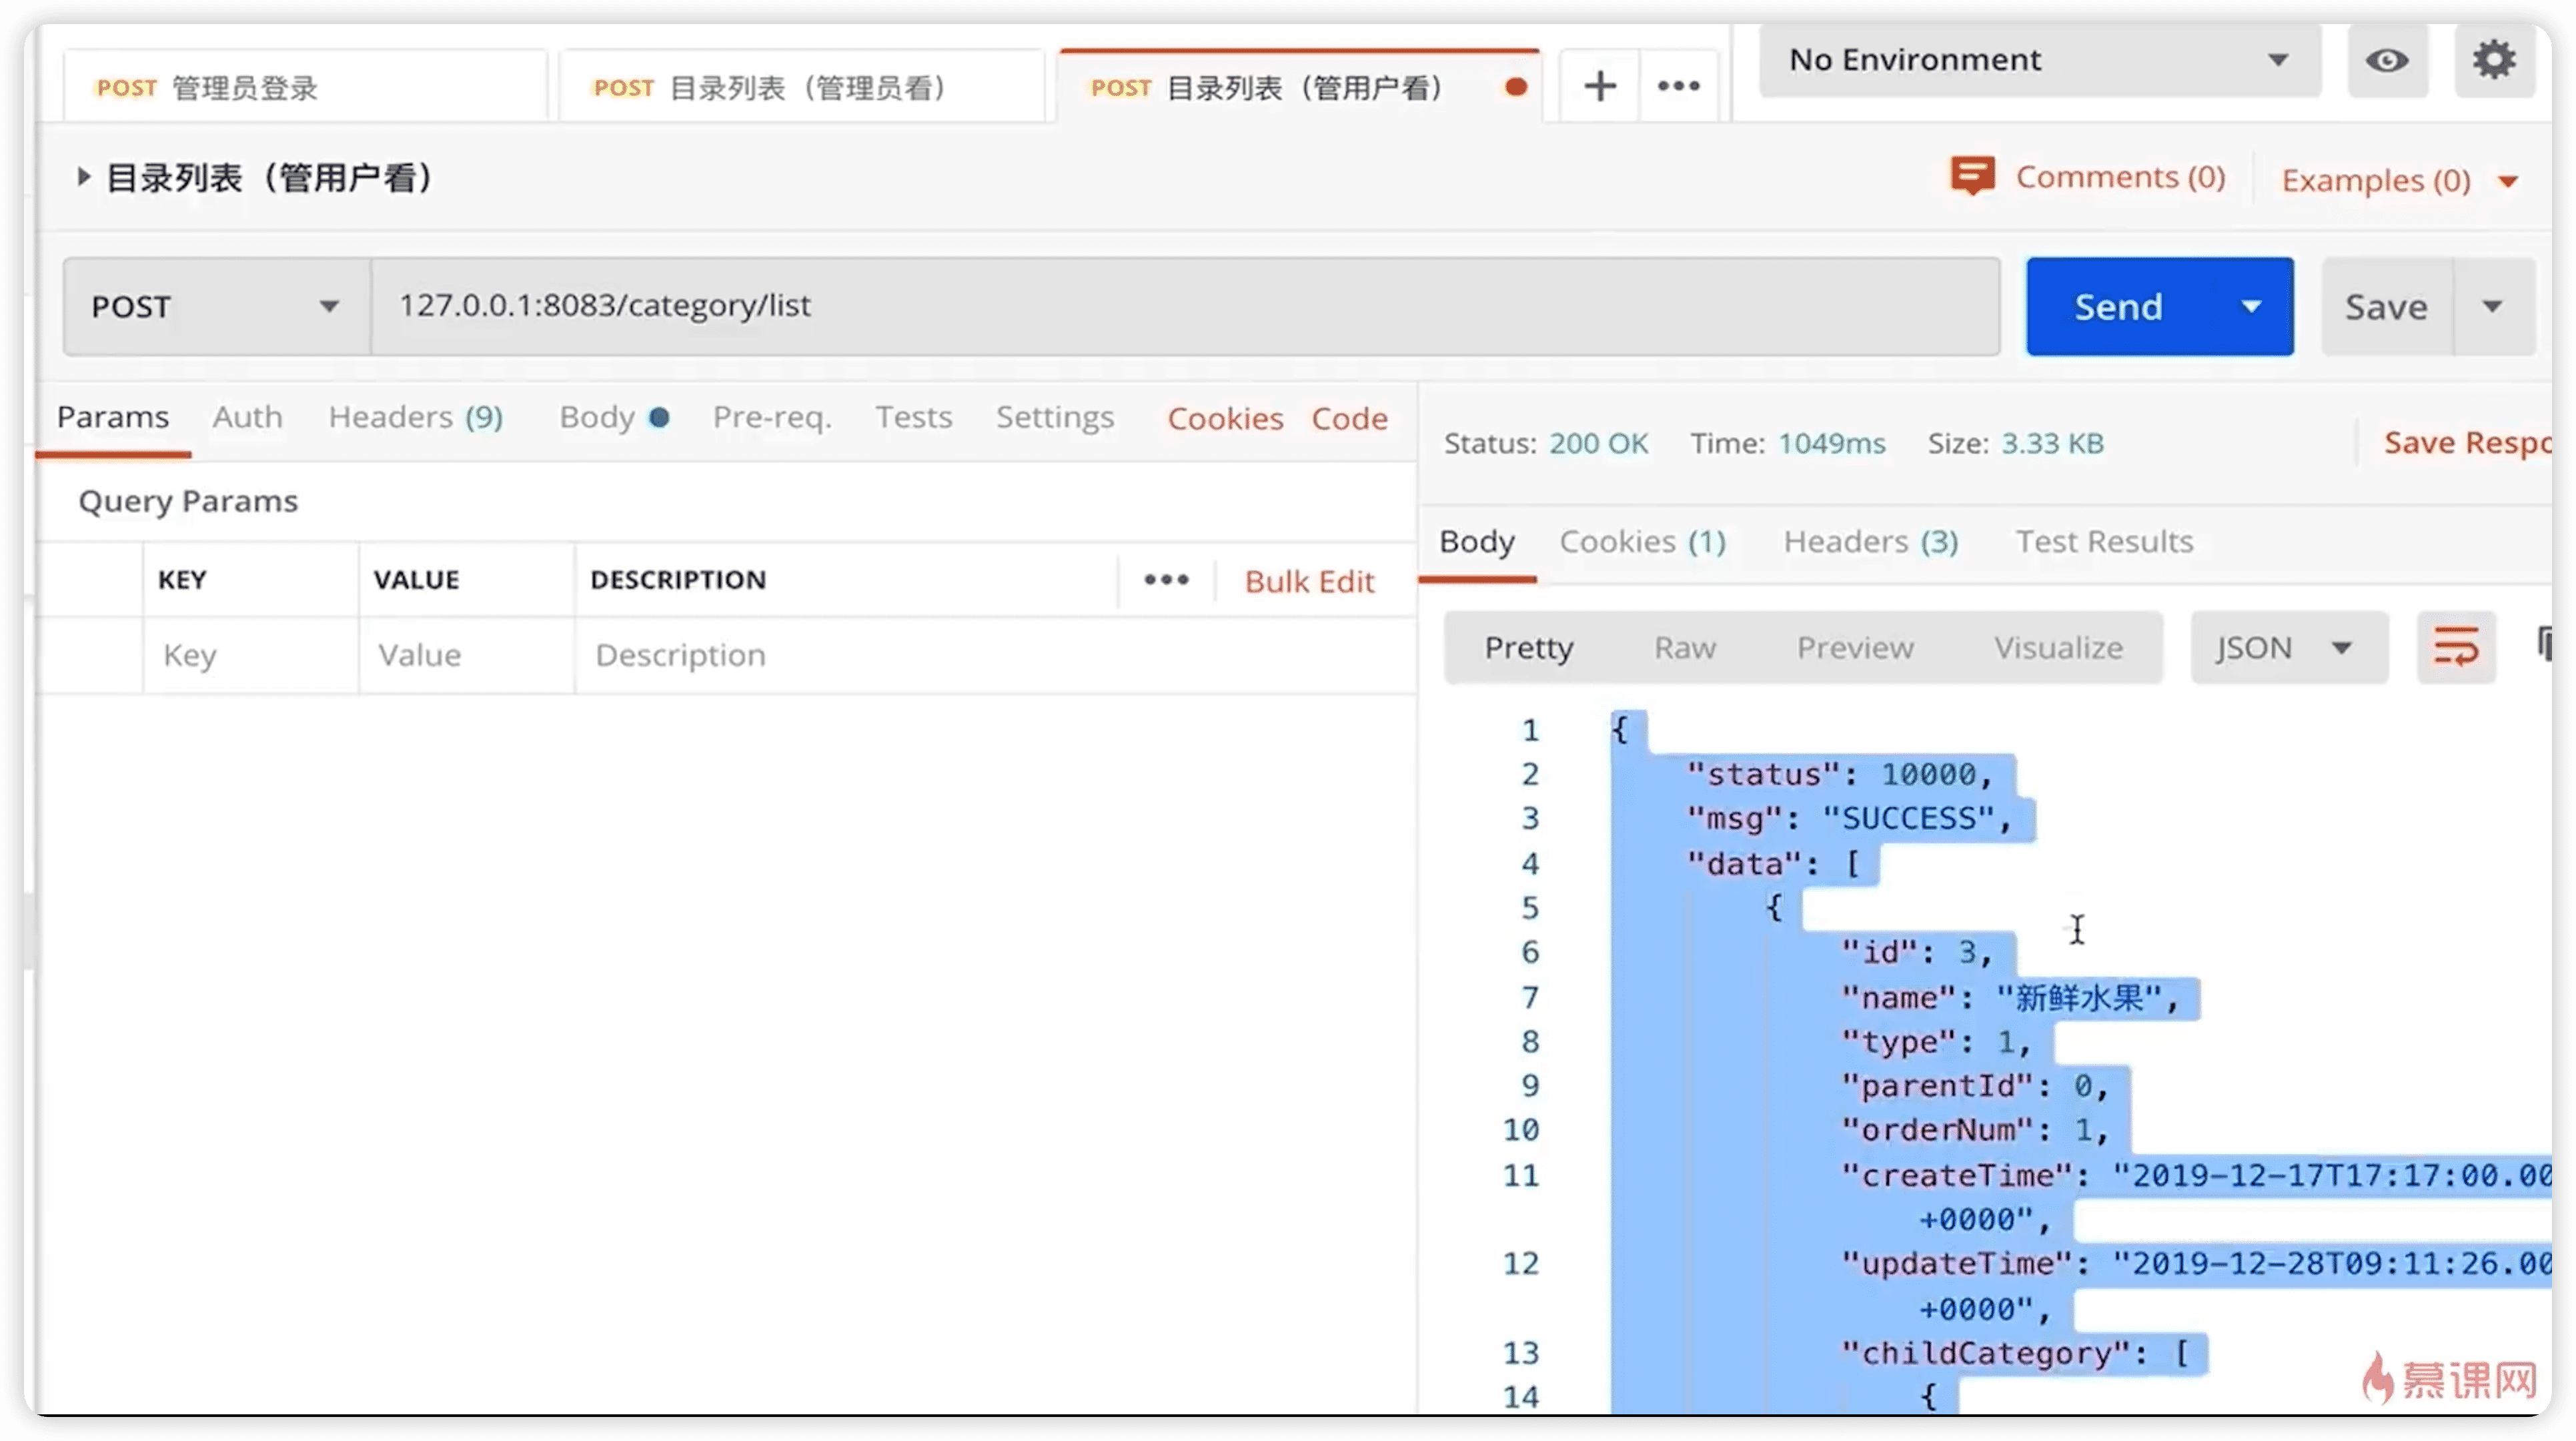 POST 管理员登录
POST 目录列表（管理员看）
POST 目录列表（管用户看）
No Environment
目录列表（管用户看）
Comments (0)
Examples (0)
POST
127.0.0.1:8083/category/list
Send
Save
Params Auth Headers (9) Body Pre-req. Tests Settings Cookies Code
Query Params
KEY VALUE DESCRIPTION ••• Bulk Edit
Key Value Description
Status: 200 OK Time: 1049ms Size: 3.33 KB Save Respo
Body Cookies (1) Headers (3) Test Results
Pretty Raw Preview Visualize JSON
1 {
2 "status": 10000,
3 "msg": "SUCCESS",
4 "data": [
5 {
6 "id": 3,
7 "name": "新鲜水果",
8 "type": 1,
9 "parentId": 0,
10 "orderNum": 1,
11 "createTime": "2019-12-17T17:17:00.00
+0000",
12 "updateTime": "2019-12-28T09:11:26.00
+0000",
13 "childCategory": [
14 {
慕课网